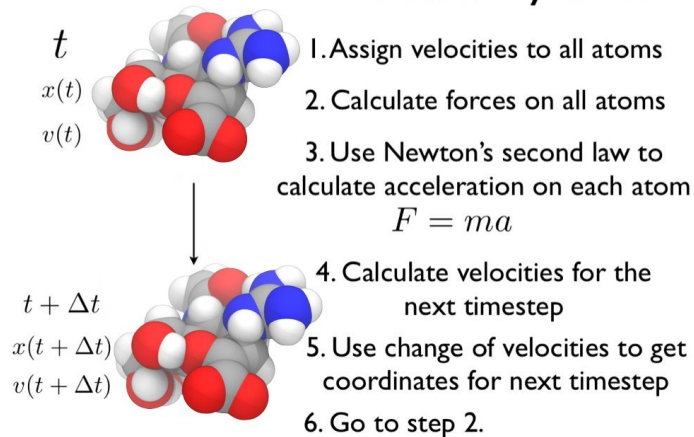 t
x(t)
v(t)
1. Assign velocities to all atoms
2. Calculate forces on all atoms
3. Use Newton's second law to
calculate acceleration on each atom
F = ma
t + Δt
x(t + Δt)
v(t + Δt)
4. Calculate velocities for the
next timestep
5. Use change of velocities to get
coordinates for next timestep
6. Go to step 2.